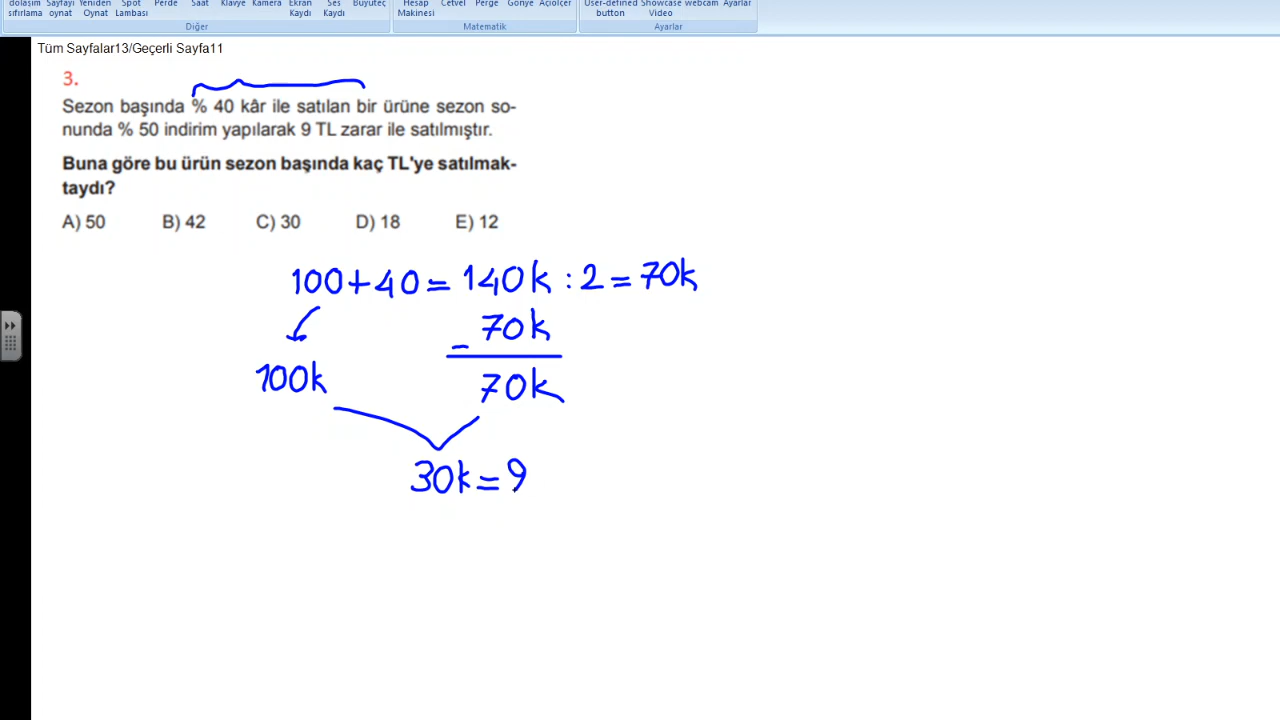 dolaşım Sayfayı Yeniden Spot Perde Saat Klavye Kamera Ekran Ses Büyüteç Hesap Cetvel Perge Gönye Açıölçer User-defined Showcase webcam Ayarlar
sıfırlama oynat Oynat Lambası Kaydı Kaydı Makinesi button Video
Diğer Matematik Ayarlar
Tüm Sayfalar13/Geçerli Sayfa11
3.
Sezon başında % 40 kâr ile satılan bir ürüne sezon so-
nunda % 50 indirim yapılarak 9 TL zarar ile satılmıştır.
Buna göre bu ürün sezon başında kaç TL'ye satılmak-
taydı?
A) 50 B) 42 C) 30 D) 18 E) 12
100+40=140k:2=70k
- 70k
100k 70k
30k=9